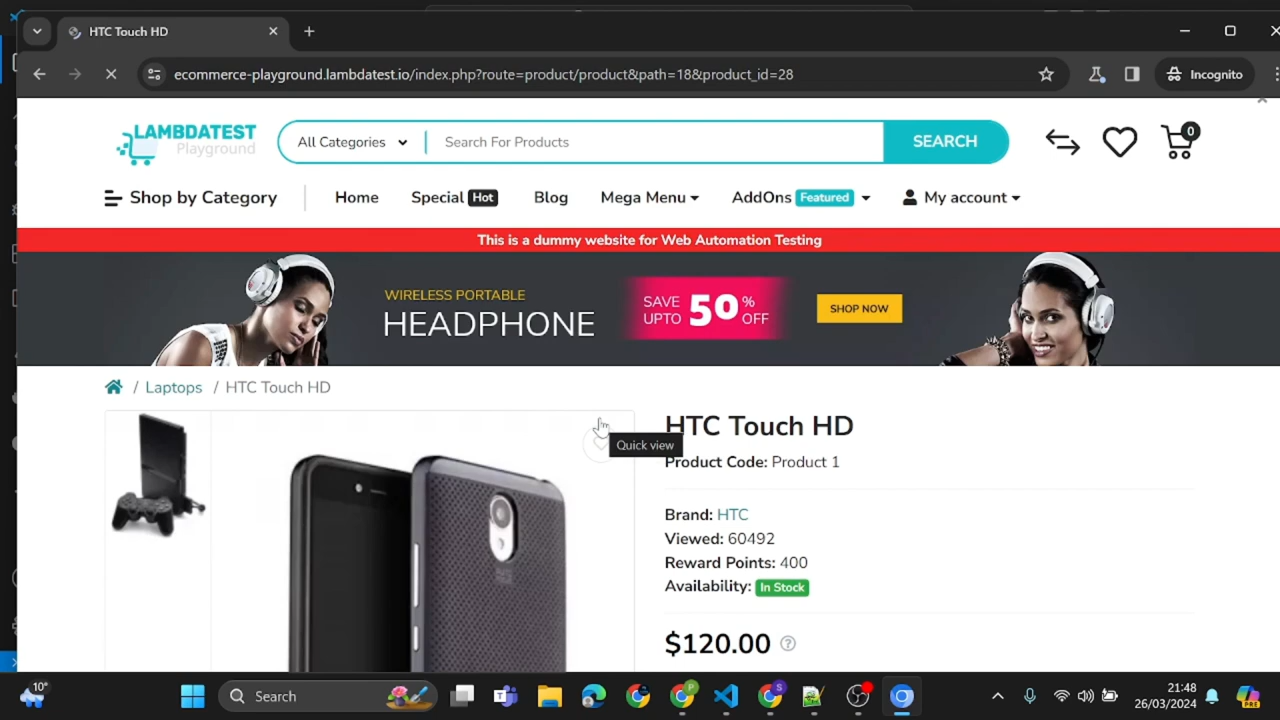 HTC Touch HD
ecommerce-playground.lambdatest.io/index.php?route=product/product&path=18&product_id=28
Incognito
LAMBDATEST
Playground
All Categories
Search For Products
SEARCH
0
Shop by Category
Home
Special Hot
Blog
Mega Menu
AddOns Featured
My account
This is a dummy website for Web Automation Testing
WIRELESS PORTABLE
HEADPHONE
SAVE UPTO 50 % OFF
SHOP NOW
/ Laptops / HTC Touch HD
HTC Touch HD
Quick view
Product Code: Product 1
Brand: HTC
Viewed: 60492
Reward Points: 400
Availability: In Stock
$120.00
10°
Search
P
S
21:48
26/03/2024
PRE